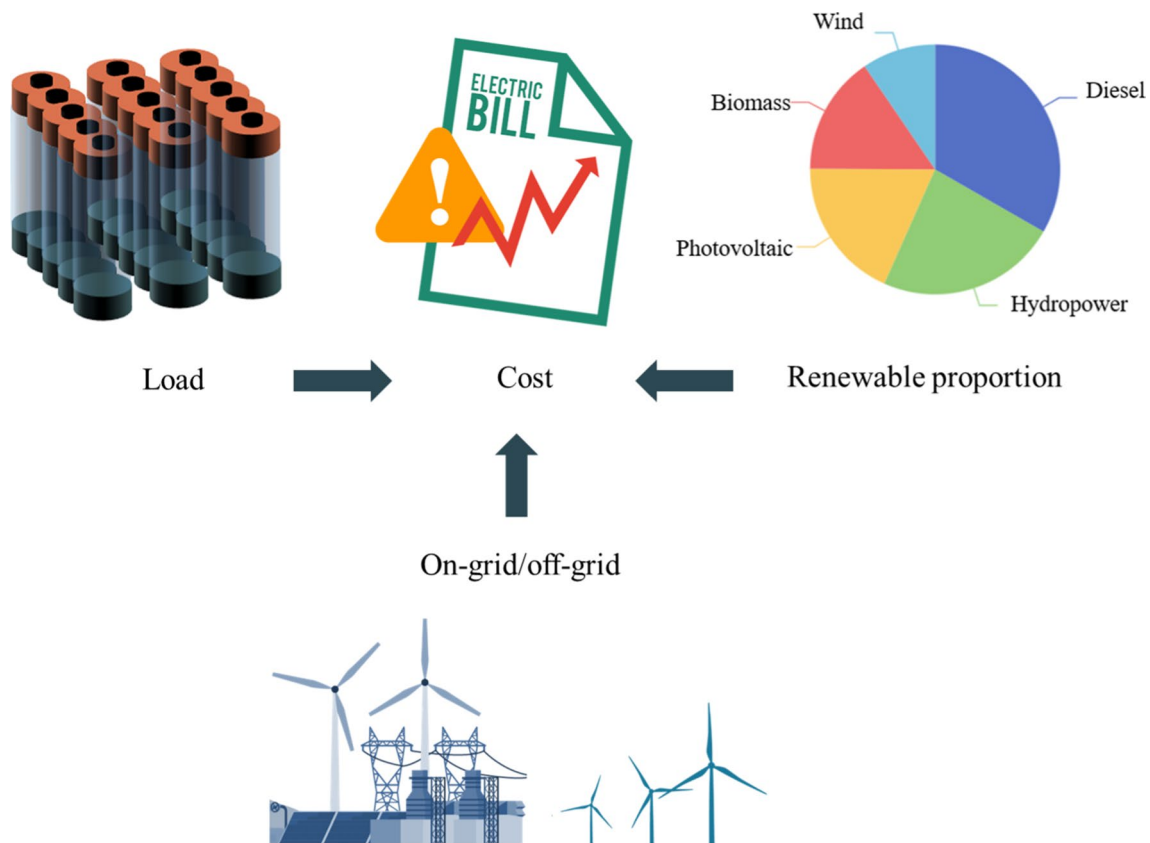 ELECTRIC
BILL
!
Wind
Diesel
Biomass
Photovoltaic
Hydropower
Load
Cost
Renewable proportion
On-grid/off-grid